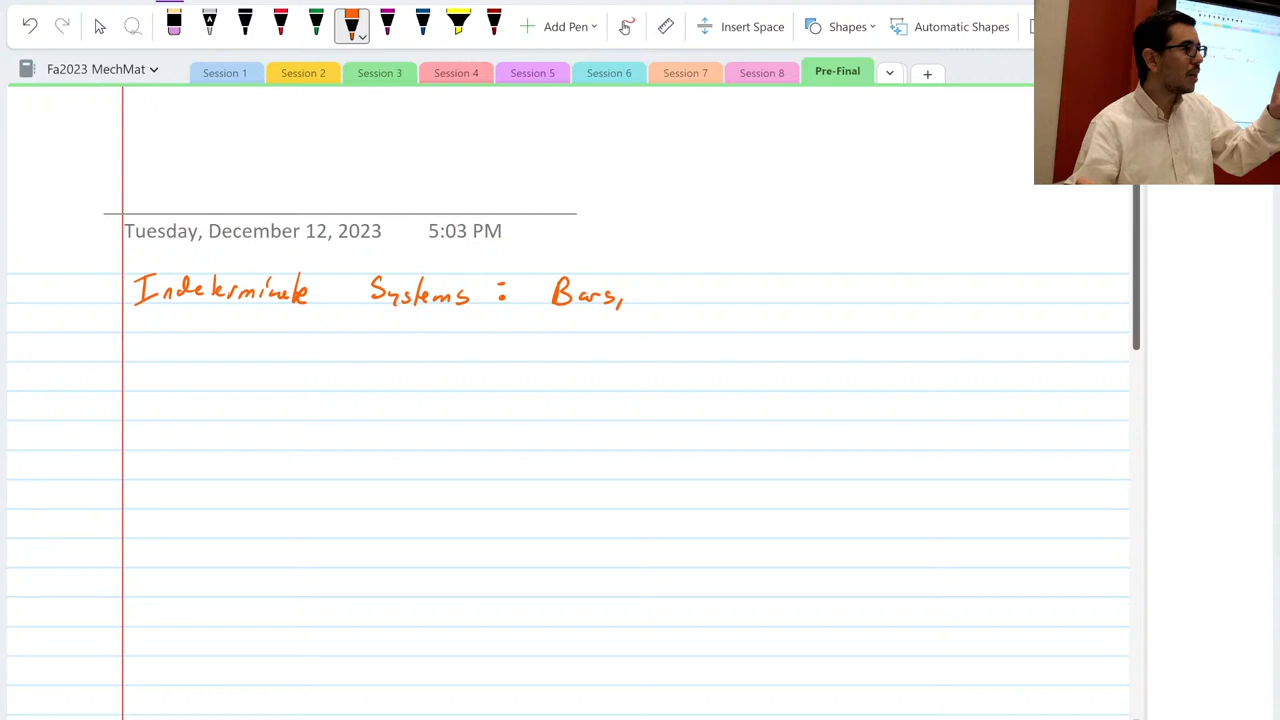 Add Pen
Insert Space
Shapes
Automatic Shapes
Fa2023 MechMat
Session 1
Session 2
Session 3
Session 4
Session 5
Session 6
Session 7
Session 8
Pre-Final
Tuesday, December 12, 2023 5:03 PM
Indeterminate Systems : Bars,